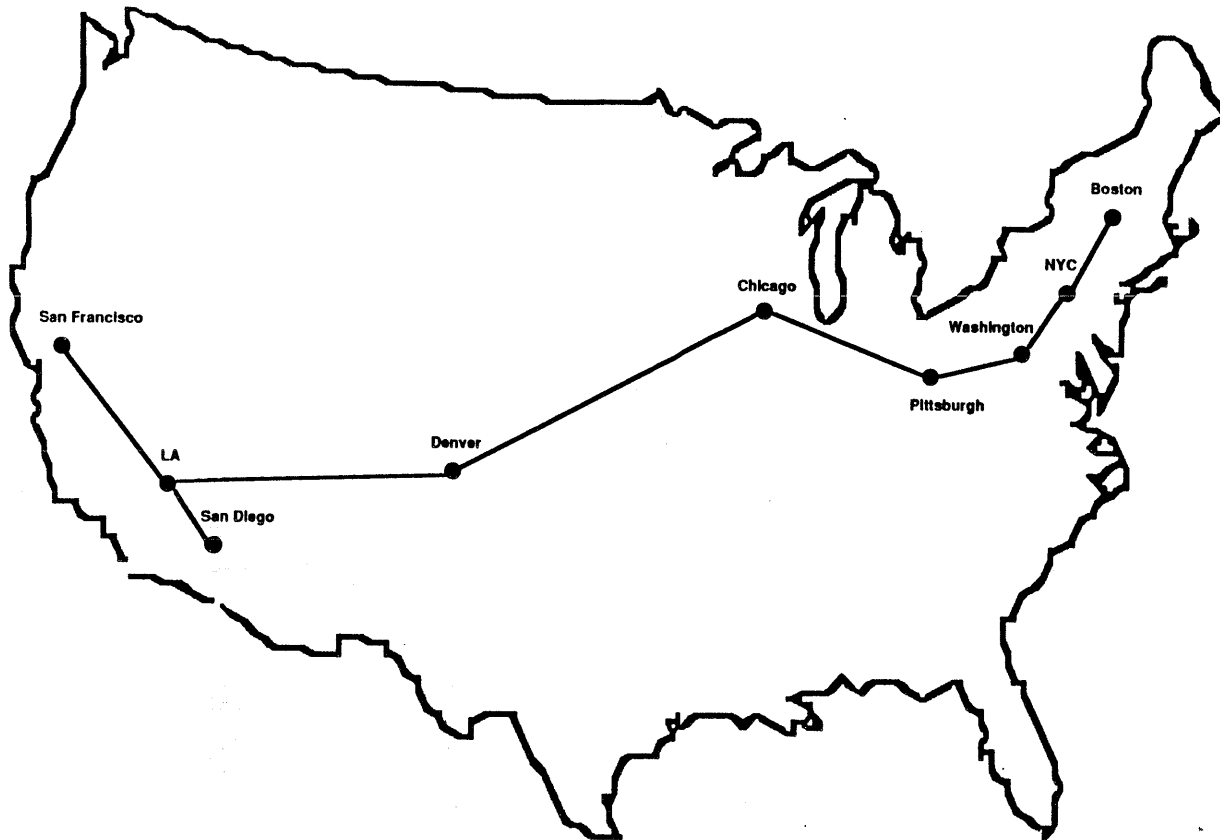 Boston
NYC
Chicago
San Francisco
Washington
Pittsburgh
Denver
LA
San Diego